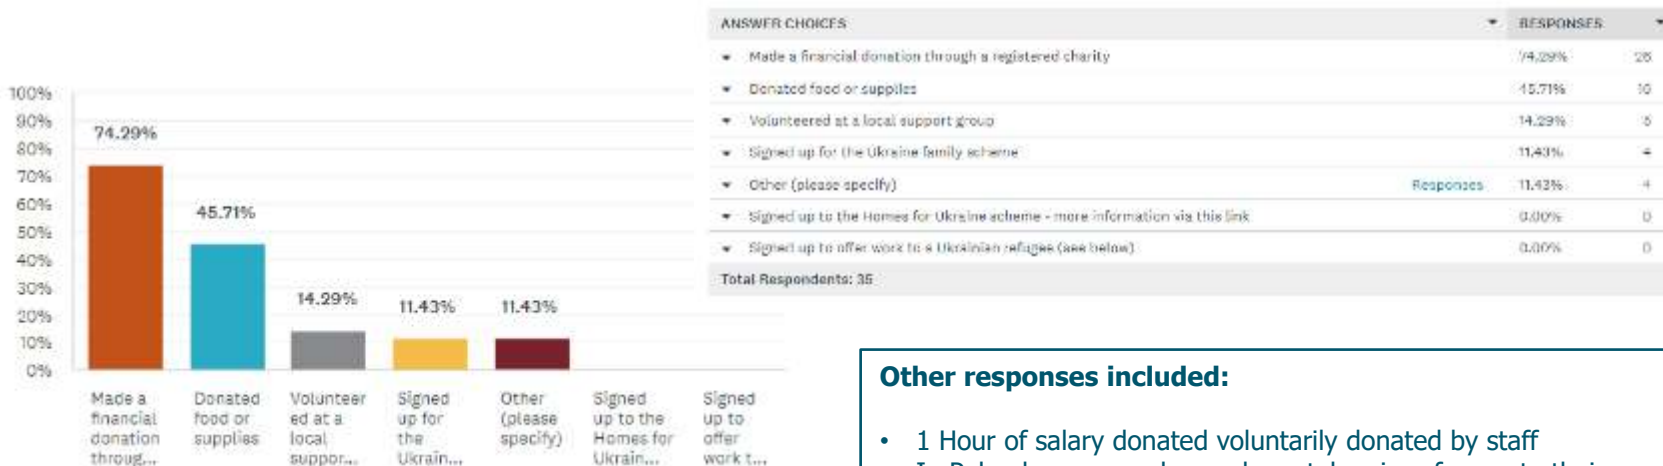 ANSWER CHOICES RESPONSES
Made a financial donation through a registered charity 74.29% 26
Donated food or supplies 45.71% 16
Volunteered at a local support group 14.29% 5
Signed up for the Ukraine family scheme 11.43% 4
Other (please specify) Responses 11.43% 4
Signed up to the Homes for Ukraine scheme - more information via this link 0.00% 0
Signed up to offer work to a Ukrainian refugee (see below) 0.00% 0
Total Respondents: 35
100%
90%
80%
70%
60%
50%
40%
30%
20%
10%
0%
74.29%
45.71%
14.29%
11.43%
11.43%
Made a
financial
donation
throug...
Donated
food or
supplies
Volunteer
ed at a
local
suppor...
Signed
up for
the
Ukrain...
Other
(please
specify)
Signed
up to the
Homes for
Ukrain...
Signed
up to
offer
work t...
Other responses included:
• 1 Hour of salary donated voluntarily donated by staff